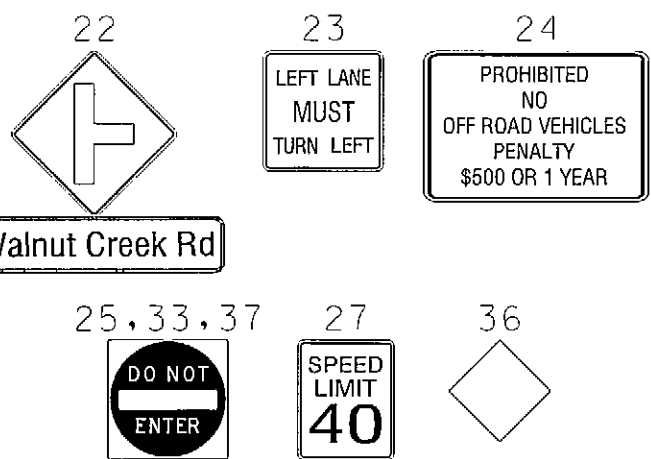 22
23
24
LEFT LANE
MUST
TURN LEFT
PROHIBITED
NO
OFF ROAD VEHICLES
PENALTY
$500 OR 1 YEAR
Walnut Creek Rd
25,33,37
27
36
DO NOT
ENTER
SPEED
LIMIT
40